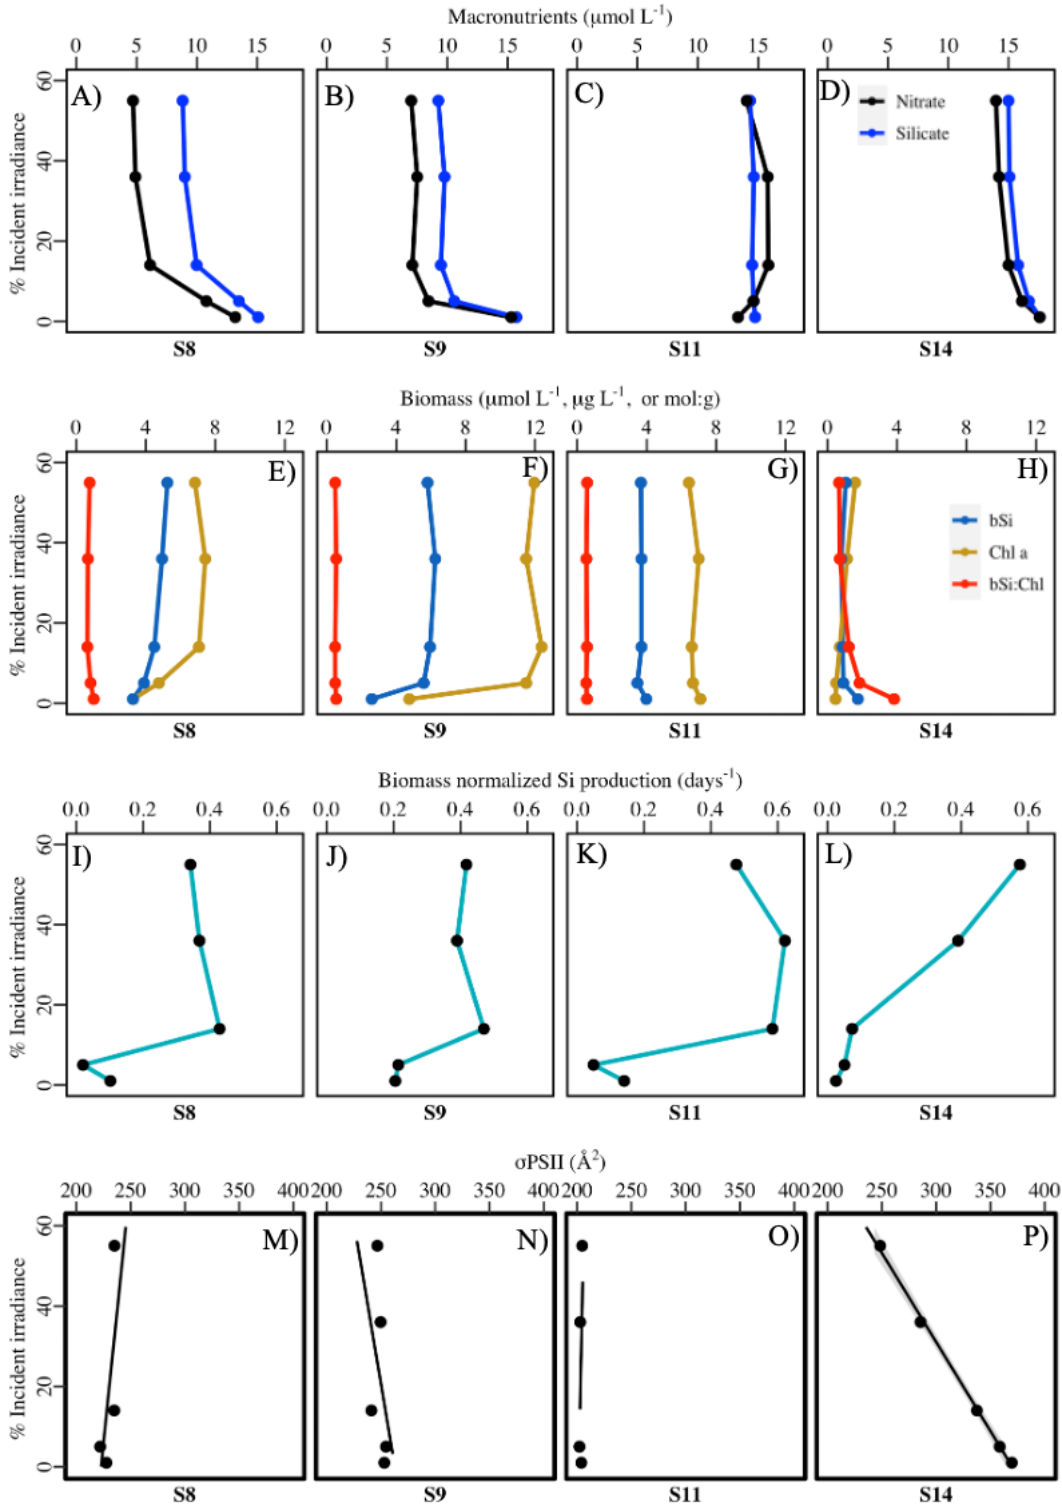 Macronutrients (μmol L⁻¹)
0 5 10 15 0 5 10 15 0 5 10 15 0 5 10 15
A) B) C) D)
Nitrate
Silicate
% Incident irradiance
0 20 40 60
S8 S9 S11 S14
Biomass (μmol L⁻¹, μg L⁻¹, or mol:g)
0 4 8 12 0 4 8 12 0 4 8 12 0 4 8 12
E) F) G) H)
bSi
Chl a
bSi:Chl
% Incident irradiance
0 20 40 60
S8 S9 S11 S14
Biomass normalized Si production (days⁻¹)
0.0 0.2 0.4 0.6 0.0 0.2 0.4 0.6 0.0 0.2 0.4 0.6 0.0 0.2 0.4 0.6
I) J) K) L)
% Incident irradiance
0 20 40 60
S8 S9 S11 S14
σPSII (Å²)
200 250 300 350 400 200 250 300 350 400 200 250 300 350 400 200 250 300 350 400
M) N) O) P)
% Incident irradiance
0 20 40 60
S8 S9 S11 S14